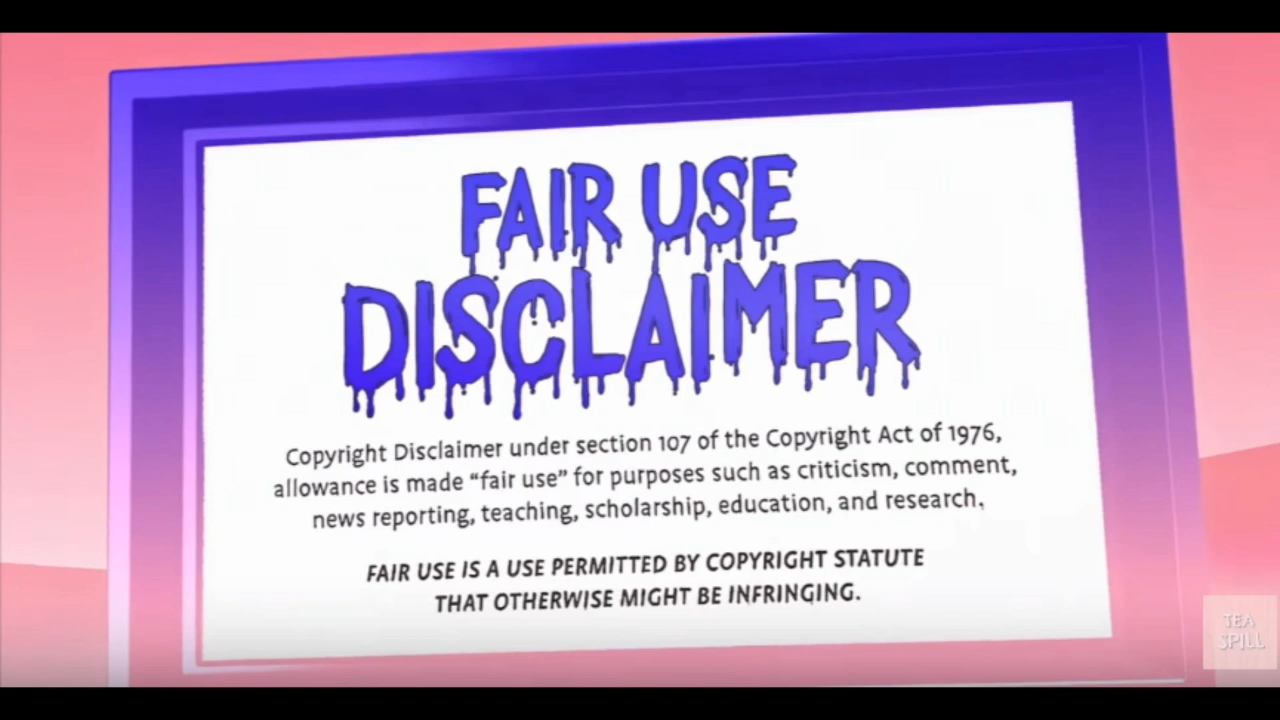 FAIR USE
DISCLAIMER
Copyright Disclaimer under section 107 of the Copyright Act of 1976,
allowance is made “fair use” for purposes such as criticism, comment,
news reporting, teaching, scholarship, education, and research.
FAIR USE IS A USE PERMITTED BY COPYRIGHT STATUTE
THAT OTHERWISE MIGHT BE INFRINGING.
TEA
SPILL